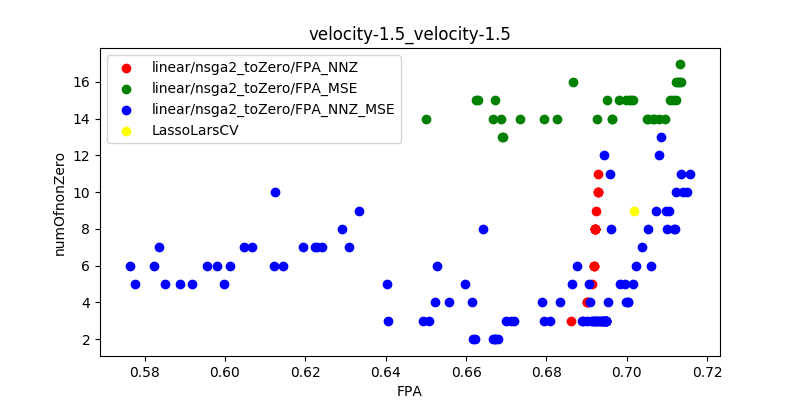 velocity-1.5_velocity-1.5
linear/nsga2_toZero/FPA_NNZ
linear/nsga2_toZero/FPA_MSE
linear/nsga2_toZero/FPA_NNZ_MSE
LassoLarsCV
numOfnonZero
16
14
12
10
8
6
4
2
0.58 0.60 0.62 0.64 0.66 0.68 0.70 0.72
FPA